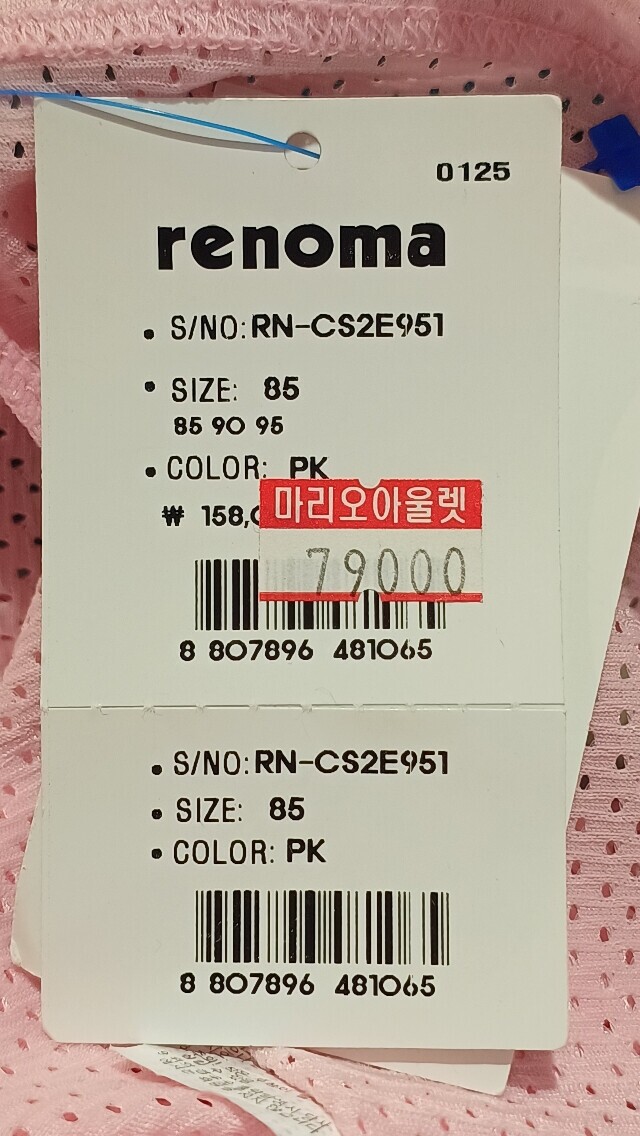 0125
renoma
• S/NO: RN-CS2E951
• SIZE: 85
85 90 95
• COLOR: PK
₩ 158,
마리오아울렛
79000
8 807896 481065
• S/NO: RN-CS2E951
• SIZE: 85
• COLOR: PK
8 807896 481065